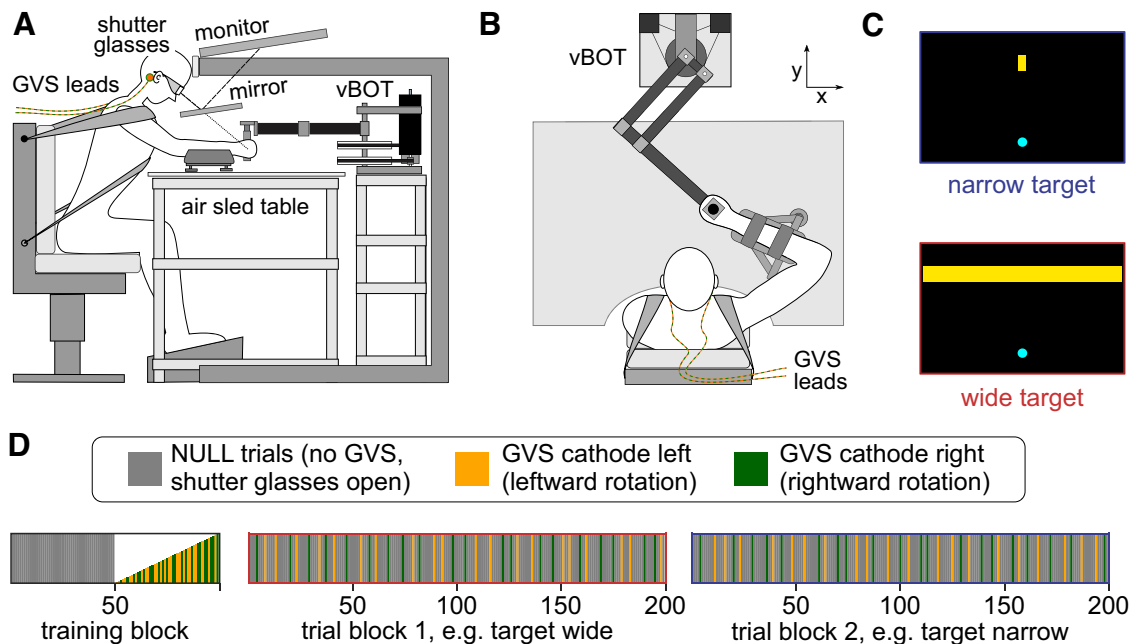 A
shutter
glasses
monitor
GVS leads
mirror
vBOT
air sled table
B
vBOT
y
x
GVS
leads
C
narrow target
wide target
D
NULL trials (no GVS,
shutter glasses open)
GVS cathode left
(leftward rotation)
GVS cathode right
(rightward rotation)
50
training block
50 100 150 200
trial block 1, e.g. target wide
50 100 150 200
trial block 2, e.g. target narrow